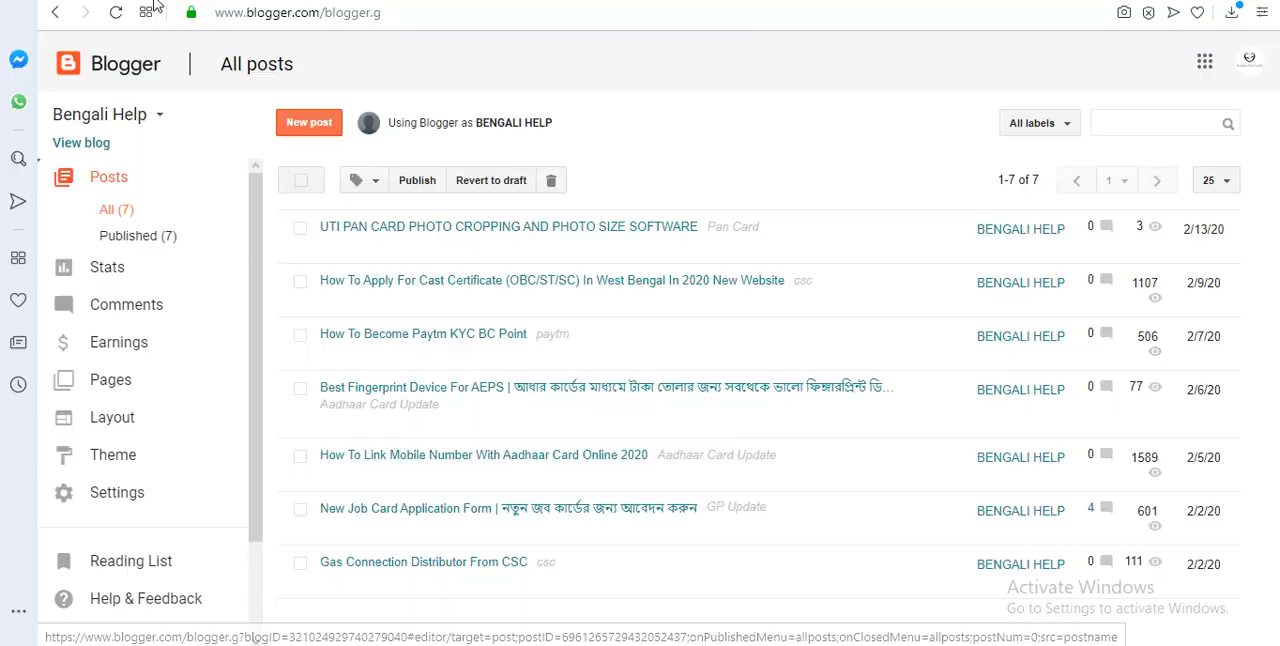 www.blogger.com/blogger.g
Blogger
All posts
Bengali Help
View blog
New post
Using Blogger as BENGALI HELP
All labels
Posts
All (7)
Published (7)
Stats
Comments
Earnings
Pages
Layout
Theme
Settings
Reading List
Help & Feedback
Publish
Revert to draft
1-7 of 7
1
25
UTI PAN CARD PHOTO CROPPING AND PHOTO SIZE SOFTWARE Pan Card BENGALI HELP 0 3 2/13/20
How To Apply For Cast Certificate (OBC/ST/SC) In West Bengal In 2020 New Website csc BENGALI HELP 0 1107 2/9/20
How To Become Paytm KYC BC Point paytm BENGALI HELP 0 506 2/7/20
Best Fingerprint Device For AEPS | আধার কার্ডের মাধ্যমে টাকা তোলার জন্য সবথেকে ভালো ফিঙ্গারপ্রিন্ট ডি... BENGALI HELP 0 77 2/6/20
Aadhaar Card Update
How To Link Mobile Number With Aadhaar Card Online 2020 Aadhaar Card Update BENGALI HELP 0 1589 2/5/20
New Job Card Application Form | নতুন জব কার্ডের জন্য আবেদন করুন GP Update BENGALI HELP 4 601 2/2/20
Gas Connection Distributor From CSC csc BENGALI HELP 0 111 2/2/20
Activate Windows
Go to Settings to activate Windows.
https://www.blogger.com/blogger.g?blogID=321024929740279040#editor/target=post;postID=6961265729432052437;onPublishedMenu=allposts;onClosedMenu=allposts;postNum=0;src=postname